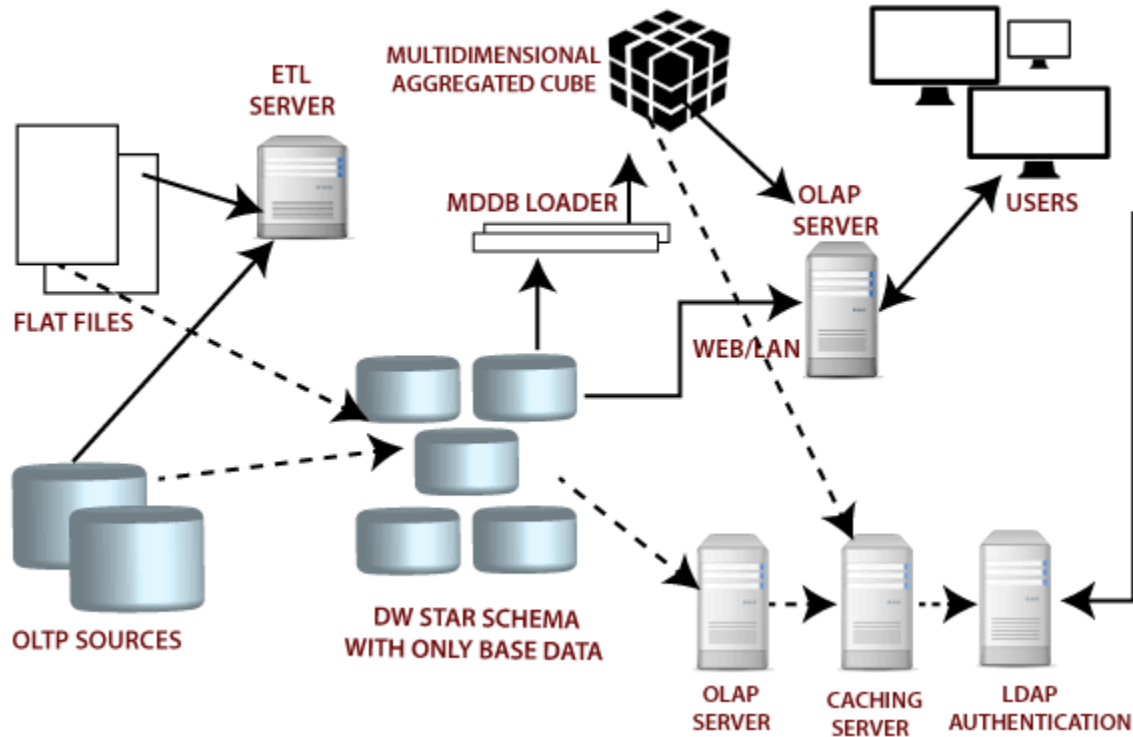 MULTIDIMENSIONAL
AGGREGATED CUBE
ETL
SERVER
MDDB LOADER
OLAP
SERVER
USERS
FLAT FILES
WEB/LAN
OLTP SOURCES
DW STAR SCHEMA
WITH ONLY BASE DATA
OLAP
SERVER
CACHING
SERVER
LDAP
AUTHENTICATION